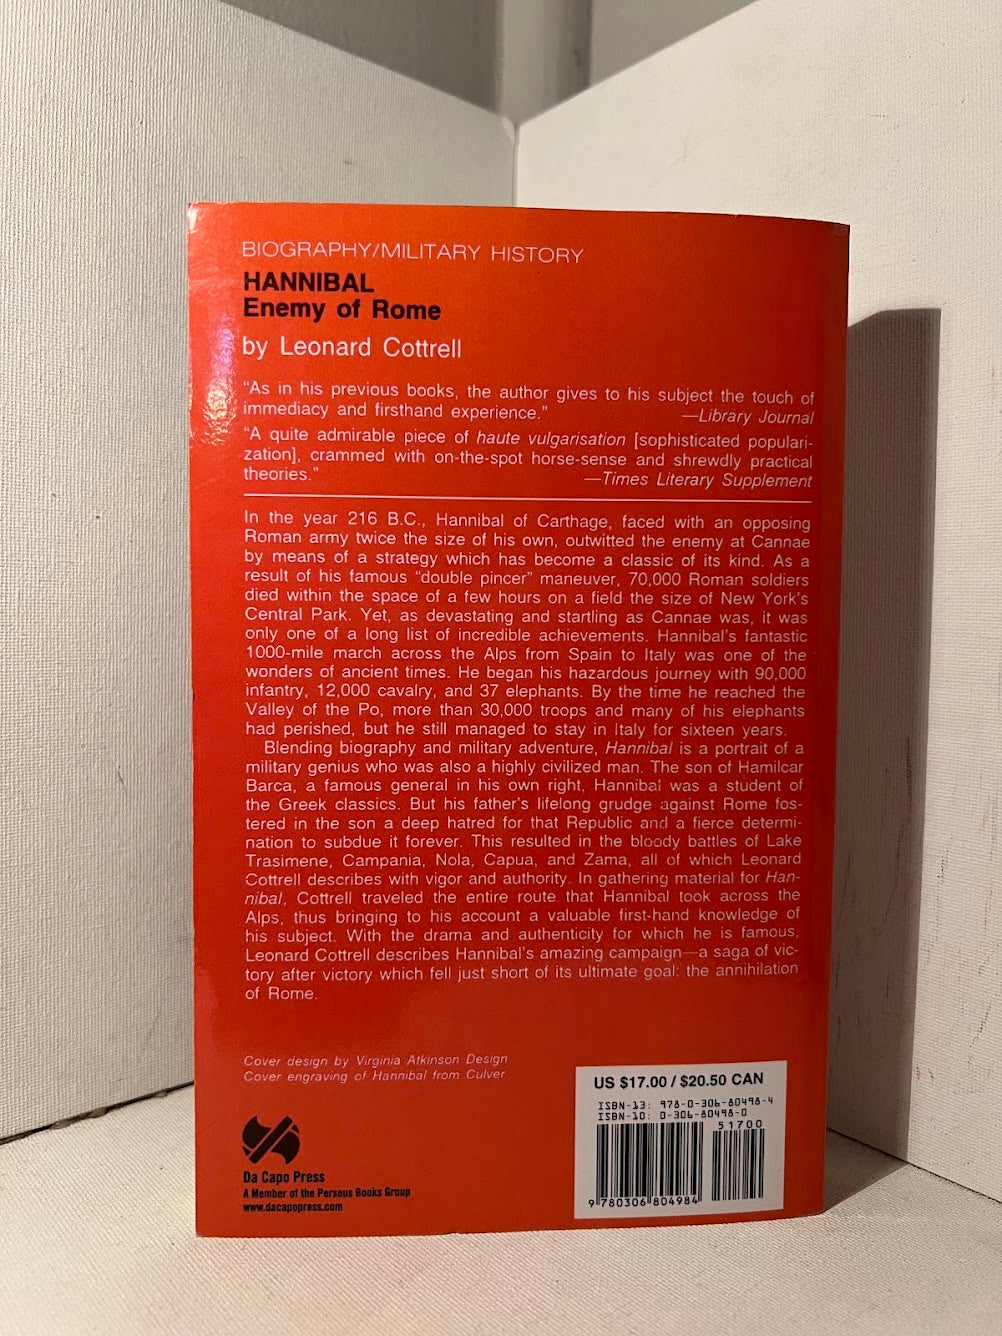 BIOGRAPHY/MILITARY HISTORY
HANNIBAL
Enemy of Rome
by Leonard Cottrell
"As in his previous books, the author gives to his subject the touch of
immediacy and firsthand experience." —Library Journal
"A quite admirable piece of haute vulgarisation [sophisticated populari-
zation], crammed with on-the-spot horse-sense and shrewdly practical
theories." —Times Literary Supplement
In the year 216 B.C., Hannibal of Carthage, faced with an opposing
Roman army twice the size of his own, outwitted the enemy at Cannae
by means of a strategy which has become a classic of its kind. As a
result of his famous "double pincer" maneuver, 70,000 Roman soldiers
died within the space of a few hours on a field the size of New York's
Central Park. Yet, as devastating and startling as Cannae was, it was
only one of a long list of incredible achievements. Hannibal's fantastic
1000-mile march across the Alps from Spain to Italy was one of the
wonders of ancient times. He began his hazardous journey with 90,000
infantry, 12,000 cavalry, and 37 elephants. By the time he reached the
Valley of the Po, more than 30,000 troops and many of his elephants
had perished, but he still managed to stay in Italy for sixteen years.
Blending biography and military adventure, Hannibal is a portrait of a
military genius who was also a highly civilized man. The son of Hamilcar
Barca, a famous general in his own right, Hannibal was a student of
the Greek classics. But his father's lifelong grudge against Rome fos-
tered in the son a deep hatred for that Republic and a fierce determi-
nation to subdue it forever. This resulted in the bloody battles of Lake
Trasimene, Campania, Nola, Capua, and Zama, all of which Leonard
Cottrell describes with vigor and authority. In gathering material for Han-
nibal, Cottrell traveled the entire route that Hannibal took across the
Alps, thus bringing to his account a valuable first-hand knowledge of
his subject. With the drama and authenticity for which he is famous,
Leonard Cottrell describes Hannibal's amazing campaign—a saga of vic-
tory after victory which fell just short of its ultimate goal: the annihilation
of Rome.
Cover design by Virginia Atkinson Design
Cover engraving of Hannibal from Culver
Da Capo Press
A Member of the Perseus Books Group
www.dacapopress.com
US $17.00 / $20.50 CAN
ISBN-13: 978-0-306-80498-4
ISBN-10: 0-306-80498-0
51700
9 780306 804984